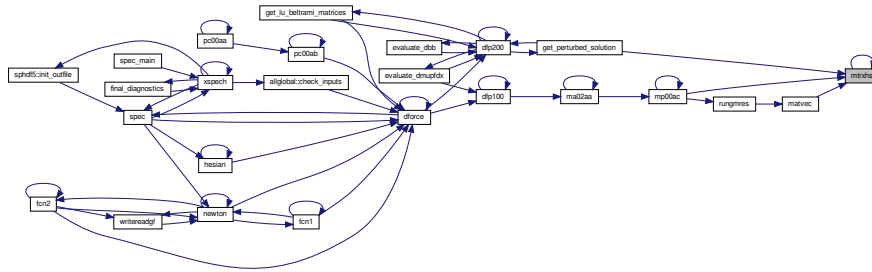 get_lu_beltrami_matrices
pc00aa
evaluate_dbb
dfp200
get_perturbed_solution
pc00ab
spec_main
sphdf5::init_outfile
xspech
allglobal::check_inputs
evaluate_dmupfdx
mtrxhs
final_diagnostics
dfp100
ma02aa
mp00ac
rungmres
matvec
spec
dforce
hesian
fcn2
newton
writereadgf
fcn1